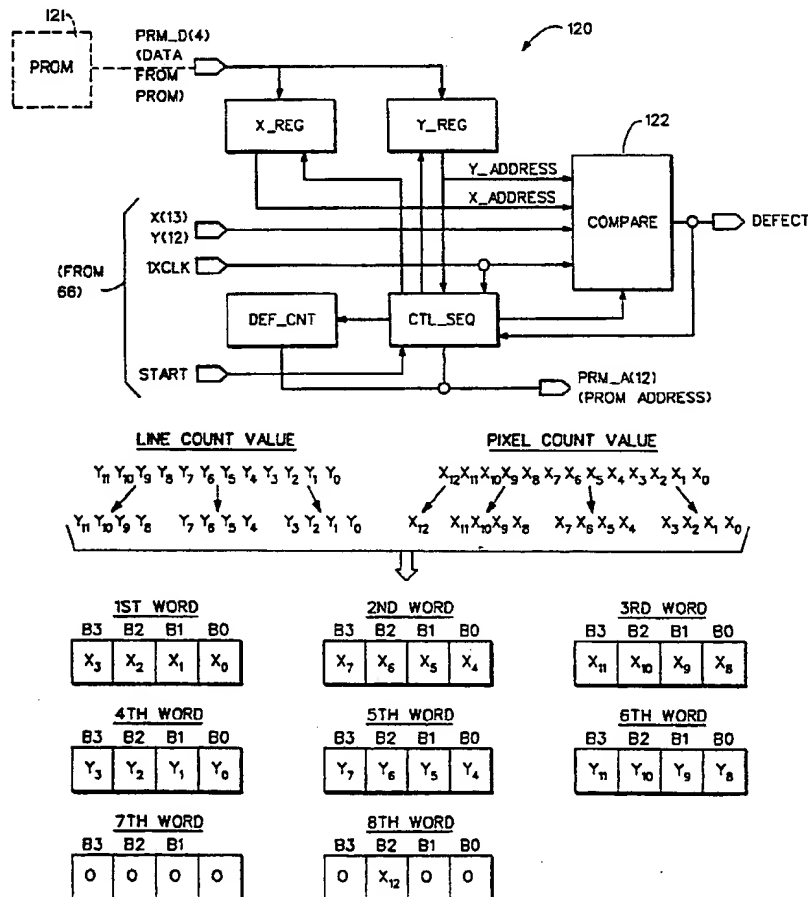 121
PRM_D(4)
(DATA
FROM
PROM)
PROM
120
X_REG
Y_REG
122
Y_ADDRESS
X_ADDRESS
COMPARE
DEFECT
X(13)
Y(12)
1XCLK
(FROM
66)
DEF_CNT
CTL_SEQ
START
PRM_A(12)
(PROM ADDRESS)
LINE COUNT VALUE
PIXEL COUNT VALUE
Y₁₁ Y₁₀ Y₉ Y₈ Y₇ Y₆ Y₅ Y₄ Y₃ Y₂ Y₁ Y₀
X₁₂ X₁₁ X₁₀ X₉ X₈ X₇ X₆ X₅ X₄ X₃ X₂ X₁ X₀
Y₁₁ Y₁₀ Y₉ Y₈ Y₇ Y₆ Y₅ Y₄ Y₃ Y₂ Y₁ Y₀
X₁₂ X₁₁ X₁₀ X₉ X₈ X₇ X₆ X₅ X₄ X₃ X₂ X₁ X₀
1ST WORD
B3 B2 B1 B0
X₃ X₂ X₁ X₀
2ND WORD
B3 B2 B1 B0
X₇ X₆ X₅ X₄
3RD WORD
B3 B2 B1 B0
X₁₁ X₁₀ X₉ X₈
4TH WORD
B3 B2 B1 B0
Y₃ Y₂ Y₁ Y₀
5TH WORD
B3 B2 B1 B0
Y₇ Y₆ Y₅ Y₄
6TH WORD
B3 B2 B1 B0
Y₁₁ Y₁₀ Y₉ Y₈
7TH WORD
B3 B2 B1
0 0 0 0
8TH WORD
B3 B2 B1 B0
0 X₁₂ 0 0